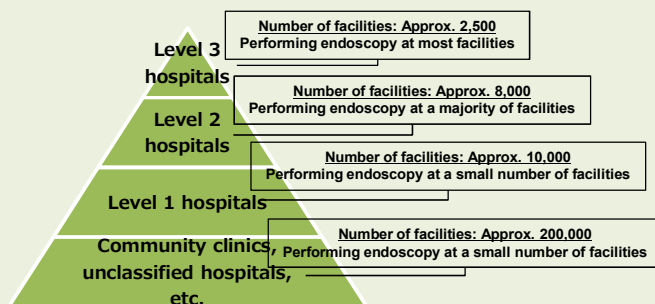 Number of facilities: Approx. 2,500
Performing endoscopy at most facilities
Level 3
hospitals
Number of facilities: Approx. 8,000
Performing endoscopy at a majority of facilities
Level 2
hospitals
Number of facilities: Approx. 10,000
Performing endoscopy at a small number of facilities
Level 1 hospitals
Number of facilities: Approx. 200,000
Performing endoscopy at a small number of facilities
Community clinics,
unclassified hospitals,
etc.